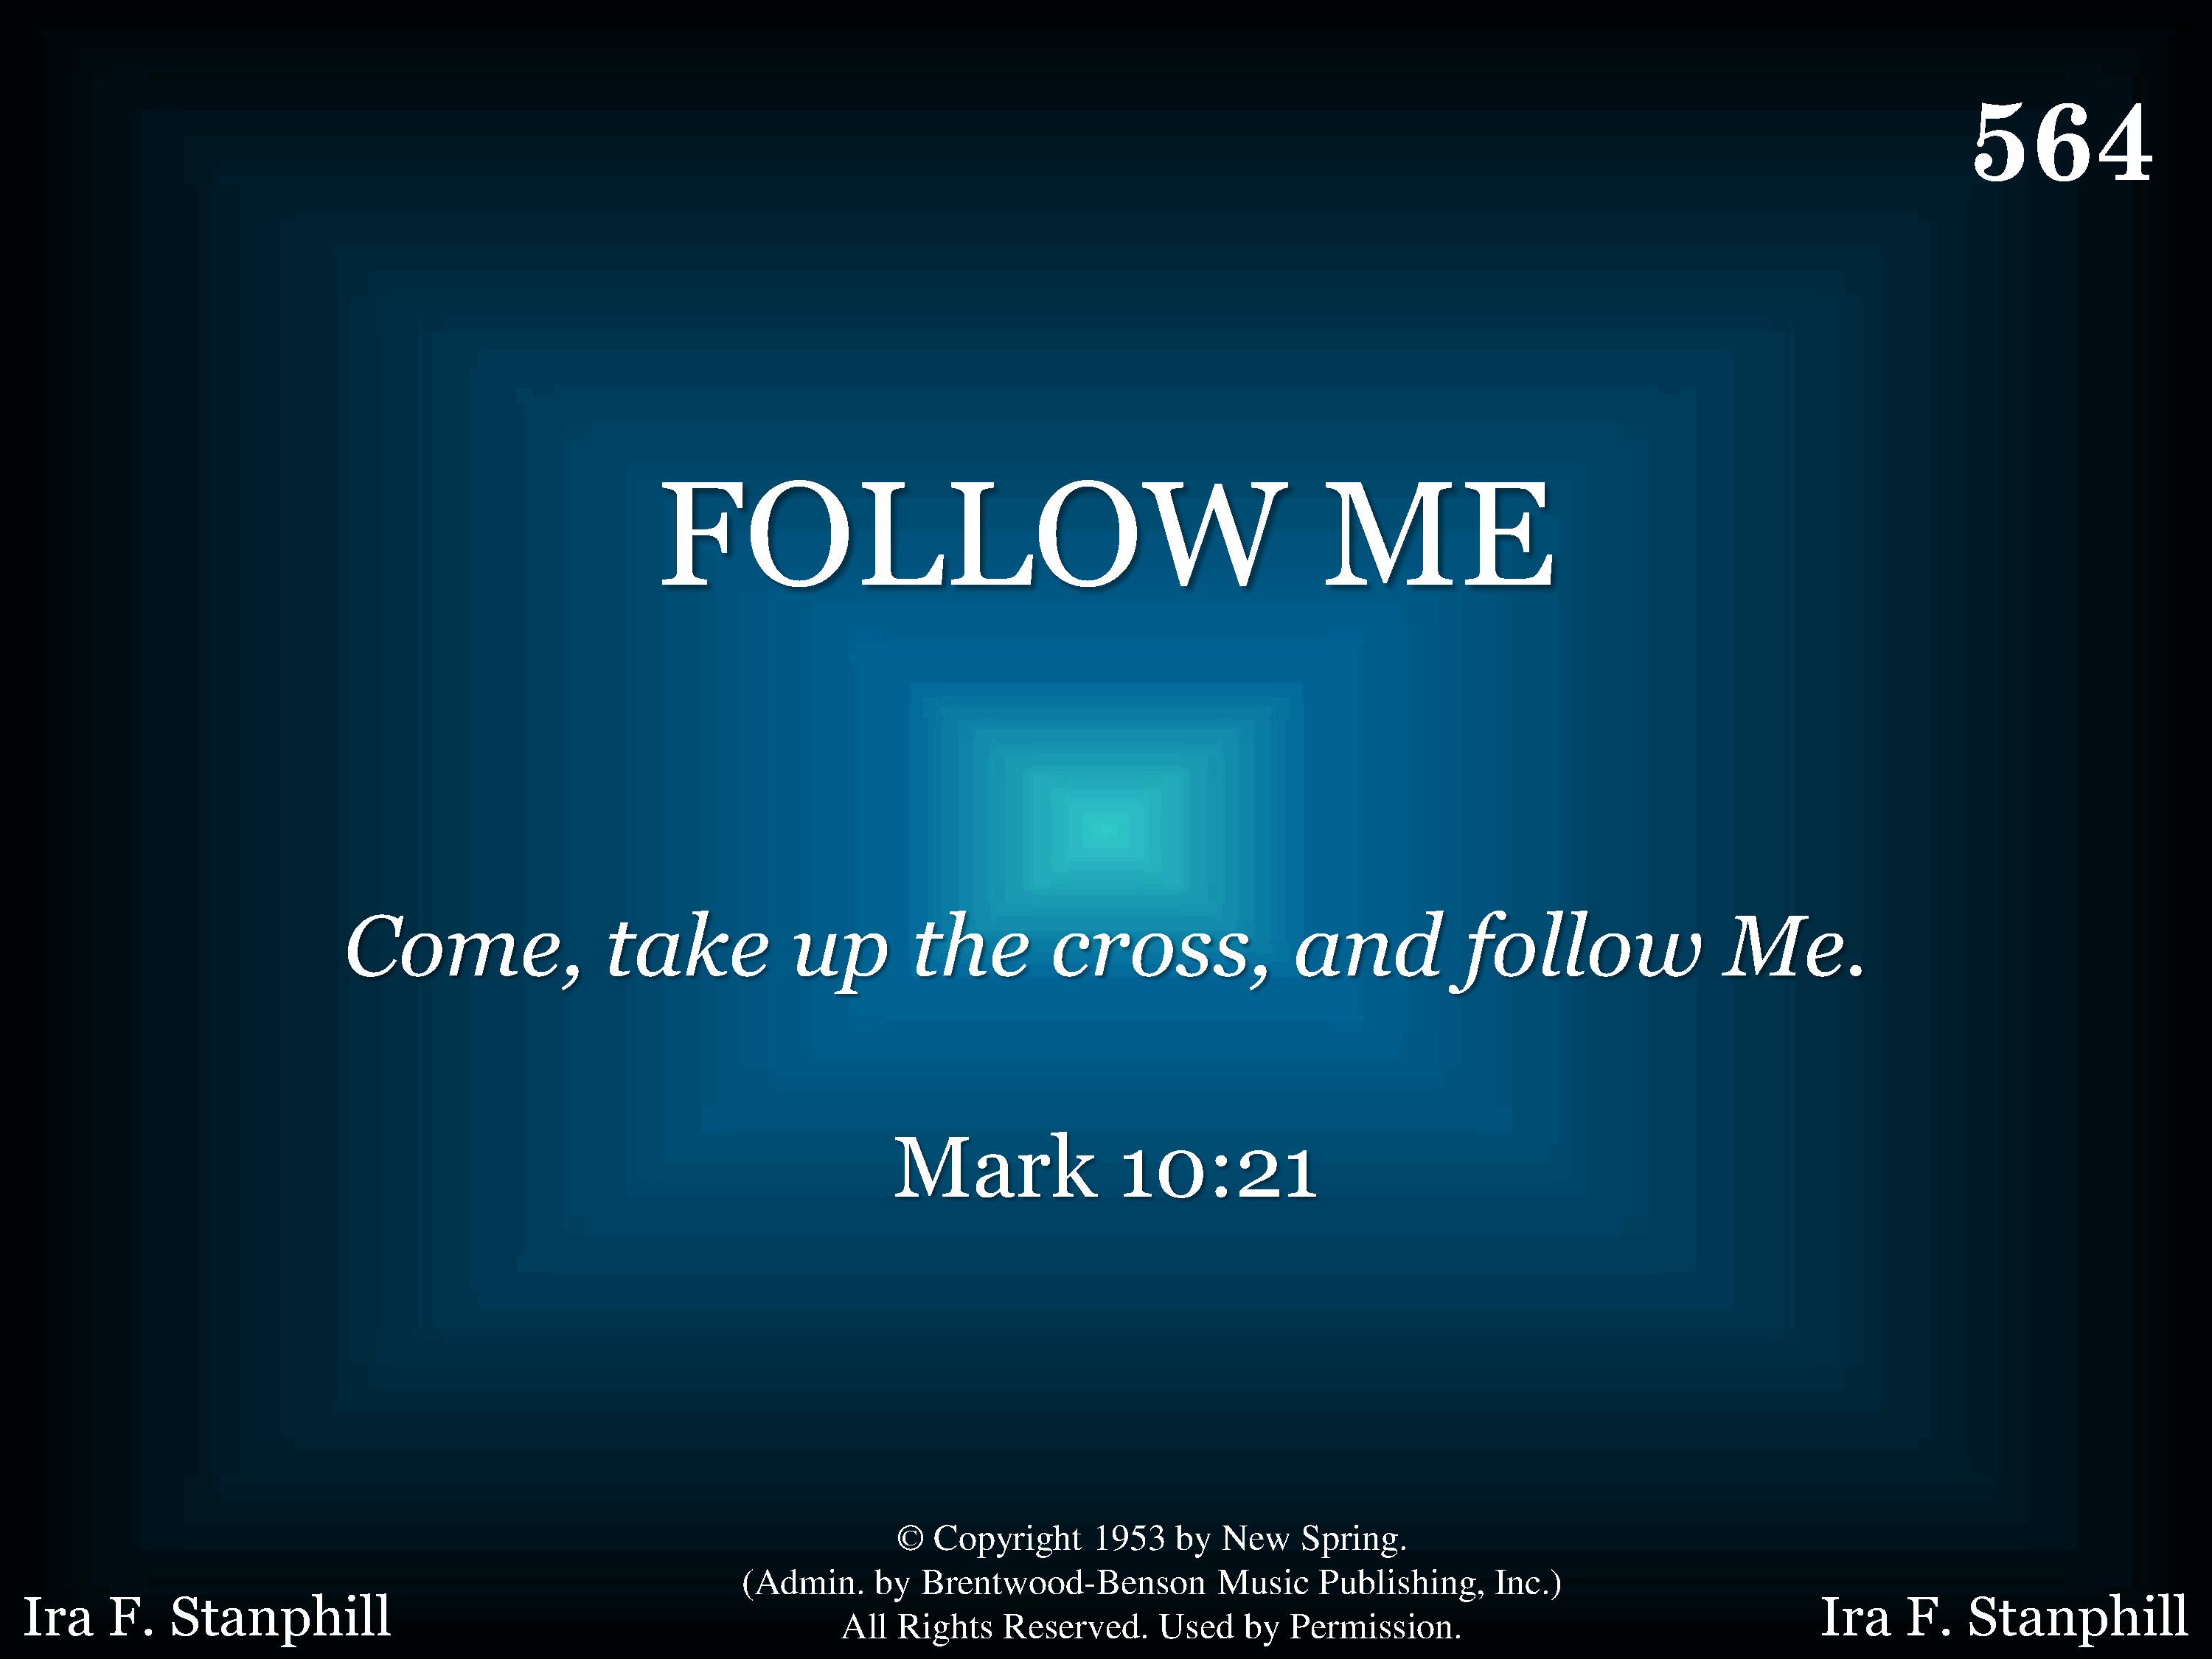 564
FOLLOW ME
Come, take up the cross, and follow Me.
Mark 10:21
© Copyright 1953 by New Spring.
(Admin. by Brentwood-Benson Music Publishing, Inc.)
All Rights Reserved. Used by Permission.
Ira F. Stanphill
Ira F. Stanphill